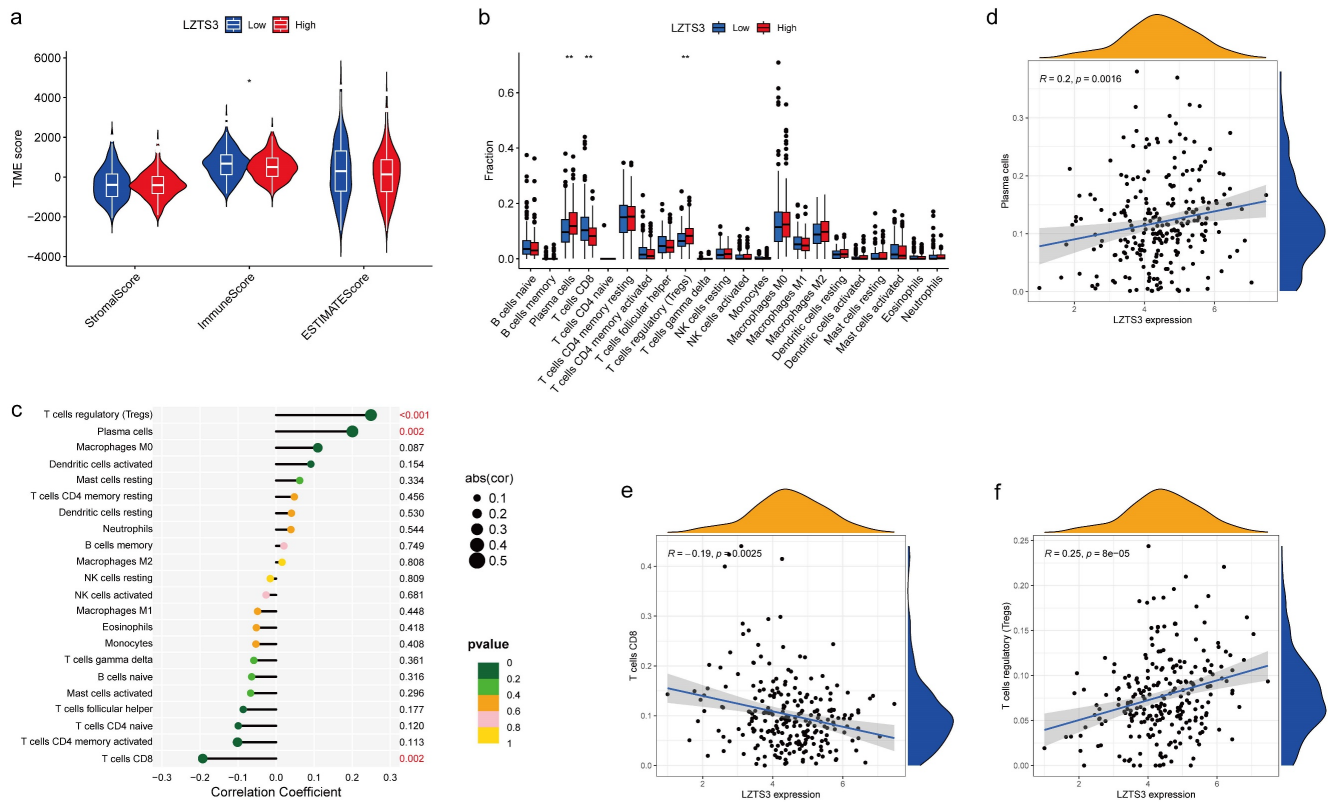 a
LZTS3 Low High
TME score
6000
4000
2000
0
−2000
−4000
*
StromalScore
ImmuneScore
ESTIMATEScore
b
LZTS3 Low High
Fraction
0.6
0.4
0.2
0.0
** ** **
B cells naive
B cells memory
Plasma cells
T cells CD8
T cells CD4 naive
T cells CD4 memory resting
T cells CD4 memory activated
T cells follicular helper
T cells regulatory (Tregs)
T cells gamma delta
NK cells resting
NK cells activated
Monocytes
Macrophages M0
Macrophages M1
Macrophages M2
Dendritic cells resting
Dendritic cells activated
Mast cells resting
Mast cells activated
Eosinophils
Neutrophils
d
R = 0.2, p = 0.0016
Plasma cells
0.3
0.2
0.1
0.0
2 4 6
LZTS3 expression
c
T cells regulatory (Tregs) <0.001
Plasma cells 0.002
Macrophages M0 0.087
Dendritic cells activated 0.154
Mast cells resting 0.334
T cells CD4 memory resting 0.456
Dendritic cells resting 0.530
Neutrophils 0.544
B cells memory 0.749
Macrophages M2 0.808
NK cells resting 0.809
NK cells activated 0.681
Macrophages M1 0.448
Eosinophils 0.418
Monocytes 0.408
T cells gamma delta 0.361
B cells naive 0.316
Mast cells activated 0.296
T cells follicular helper 0.177
T cells CD4 naive 0.120
T cells CD4 memory activated 0.113
T cells CD8 0.002
−0.3 −0.2 −0.1 0.0 0.1 0.2 0.3
Correlation Coefficient
abs(cor)
0.1
0.2
0.3
0.4
0.5
pvalue
0
0.2
0.4
0.6
0.8
1
e
R = −0.19, p = 0.0025
T cells CD8
0.4
0.3
0.2
0.1
0.0
2 4 6
LZTS3 expression
f
R = 0.25, p = 8e−05
T cells regulatory (Tregs)
0.25
0.20
0.15
0.10
0.05
0.00
2 4 6
LZTS3 expression